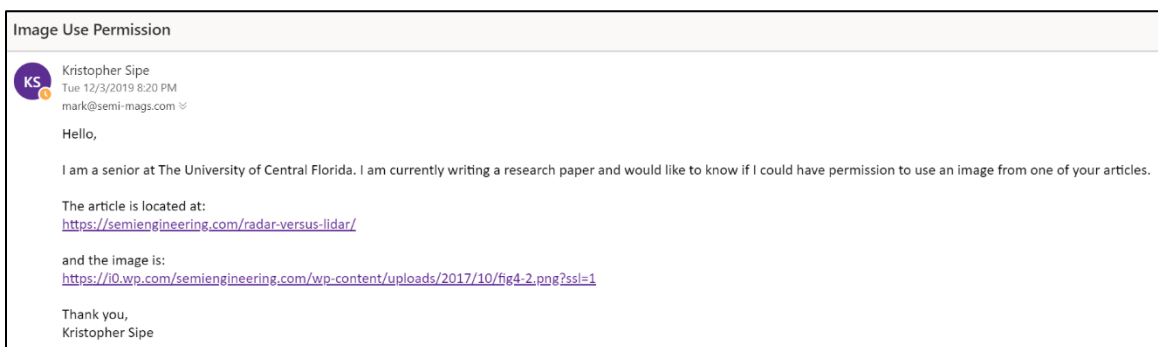 Image Use Permission
KS
Kristopher Sipe
Tue 12/3/2019 8:20 PM
mark@semi-mags.com
Hello,
I am a senior at The University of Central Florida. I am currently writing a research paper and would like to know if I could have permission to use an image from one of your articles.
The article is located at:
https://semiengineering.com/radar-versus-lidar/
and the image is:
https://i0.wp.com/semiengineering.com/wp-content/uploads/2017/10/fig4-2.png?ssl=1
Thank you,
Kristopher Sipe